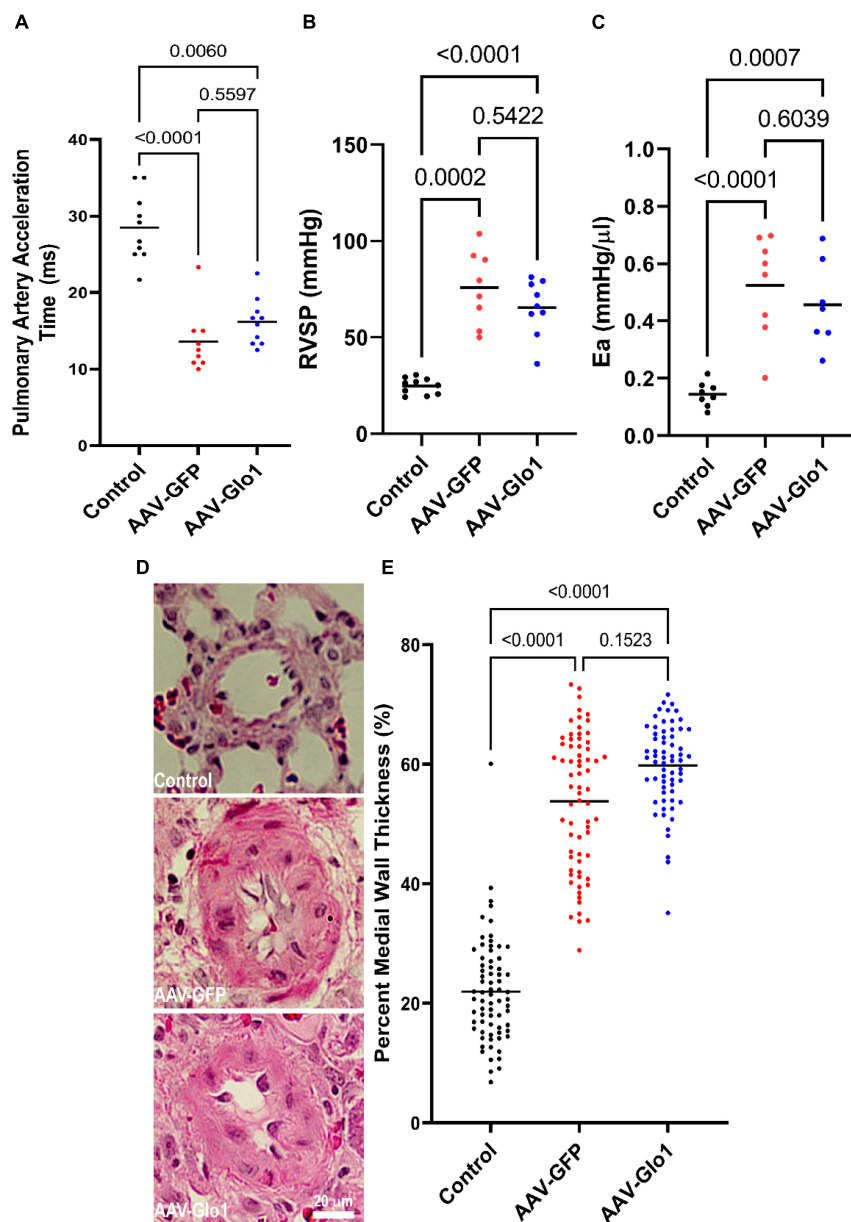 A
0.0060
0.5597
<0.0001
Pulmonary Artery Acceleration
Time (ms)
40
30
20
10
0
Control
AAV-GFP
AAV-Glo1
B
<0.0001
0.5422
0.0002
RVSP (mmHg)
150
100
50
0
Control
AAV-GFP
AAV-Glo1
C
0.0007
0.6039
<0.0001
Ea (mmHg/µl)
1.0
0.8
0.6
0.4
0.2
0.0
Control
AAV-GFP
AAV-Glo1
D
Control
AAV-GFP
AAV-Glo1
20 µm
E
<0.0001
<0.0001
0.1523
Percent Medial Wall Thickness (%)
80
60
40
20
0
Control
AAV-GFP
AAV-Glo1